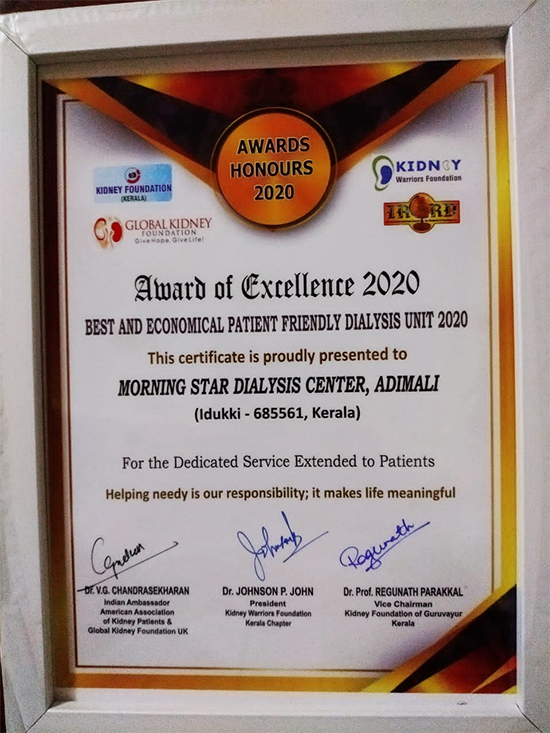 AWARDS
HONOURS
2020
KIDNEY FOUNDATION
(KERALA)
GLOBAL KIDNEY
FOUNDATION
Give Hope, Give Life!
KIDNEY
Warriors Foundation
Award of Excellence 2020
BEST AND ECONOMICAL PATIENT FRIENDLY DIALYSIS UNIT 2020
This certificate is proudly presented to
MORNING STAR DIALYSIS CENTER, ADIMALI
(Idukki - 685561, Kerala)
For the Dedicated Service Extended to Patients
Helping needy is our responsibility; it makes life meaningful
Dr. V.G. CHANDRASEKHARAN
Indian Ambassador
American Association
of Kidney Patients &
Global Kidney Foundation UK
Dr. JOHNSON P. JOHN
President
Kidney Warriors Foundation
Kerala Chapter
Regunath
Dr. Prof. REGUNATH PARAKKAL
Vice Chairman
Kidney Foundation of Guruvayur
Kerala